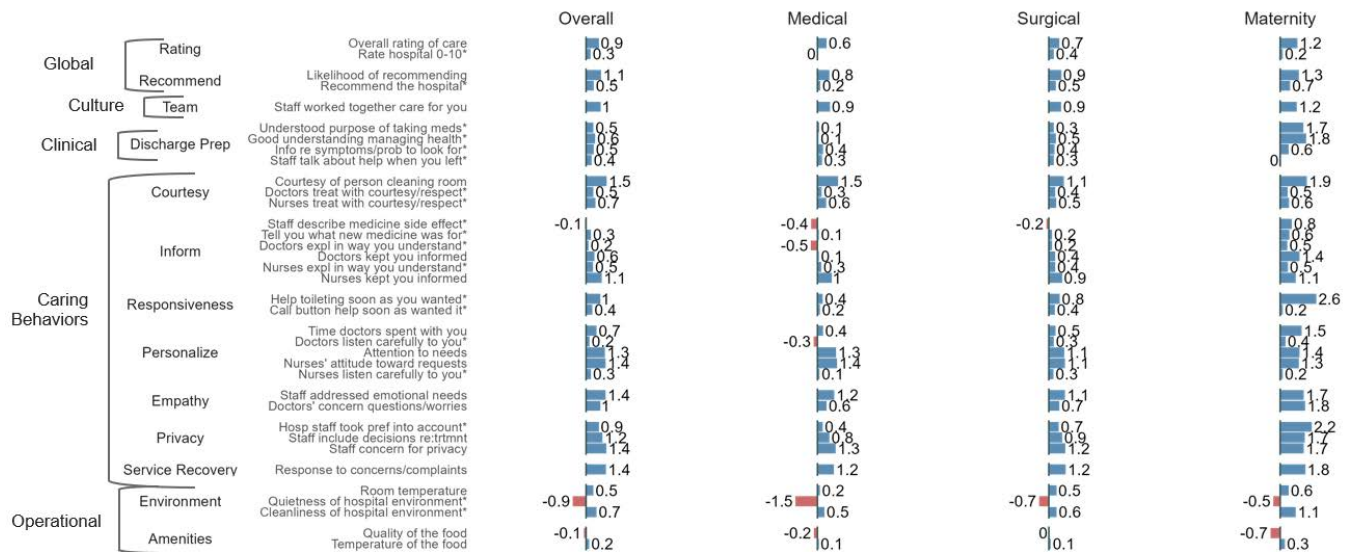 Overall Medical Surgical Maternity
Global Rating Overall rating of care 0.9 0.6 0.7 1.2
Rate hospital 0-10* 0.3 0 0.4 0.2
Recommend Likelihood of recommending 1.1 0.8 0.9 1.3
Recommend the hospital* 0.5 0.2 0.5 0.7
Culture Team Staff worked together care for you 1 0.9 0.9 1.2
Clinical Discharge Prep Understood purpose of taking meds* 0.5 0.1 0.3 1.7
Good understanding managing health* 0.6 0.1 0.5 1.8
Info re symptoms/prob to look for* 0.5 0.4 0.4 0.6
Staff talk about help when you left* 0.4 0.3 0.3 0
Caring Behaviors Courtesy Courtesy of person cleaning room 1.5 1.5 1.1 1.9
Doctors treat with courtesy/respect* 0.5 0.3 0.4 0.5
Nurses treat with courtesy/respect* 0.7 0.6 0.5 0.6
Inform Staff describe medicine side effect* -0.1 -0.4 -0.2 0.8
Tell you what new medicine was for* 0.3 0.1 0.2 0.6
Doctors expl in way you understand* 0.2 -0.5 0.2 0.5
Doctors kept you informed 0.6 0.1 0.4 1.4
Nurses expl in way you understand* 0.5 0.3 0.4 0.5
Nurses kept you informed 1.1 1 0.9 1.1
Responsiveness Help toileting soon as you wanted* 1 0.4 0.8 2.6
Call button help soon as wanted it* 0.4 0.2 0.4 0.2
Personalize Time doctors spent with you 0.7 0.4 0.5 1.5
Doctors listen carefully to you* 0.2 -0.3 0.3 0.4
Attention to needs 1.3 1.3 1.1 1.4
Nurses' attitude toward requests 1.4 1.4 1.1 1.3
Nurses listen carefully to you* 0.3 0.1 0.3 0.2
Empathy Staff addressed emotional needs 1.4 1.2 1.1 1.7
Doctors' concern questions/worries 1 0.6 0.7 1.8
Privacy Hosp staff took pref into account* 0.9 0.4 0.7 2.2
Staff include decisions re:trtmnt 1.2 0.8 0.9 1.7
Staff concern for privacy 1.4 1.3 1.2 1.7
Service Recovery Response to concerns/complaints 1.4 1.2 1.2 1.8
Operational Environment Room temperature 0.5 0.2 0.5 0.6
Quietness of hospital environment* -0.9 -1.5 -0.7 -0.5
Cleanliness of hospital environment* 0.7 0.5 0.6 1.1
Amenities Quality of the food -0.1 -0.2 0 -0.7
Temperature of the food 0.2 0.1 0.1 0.3